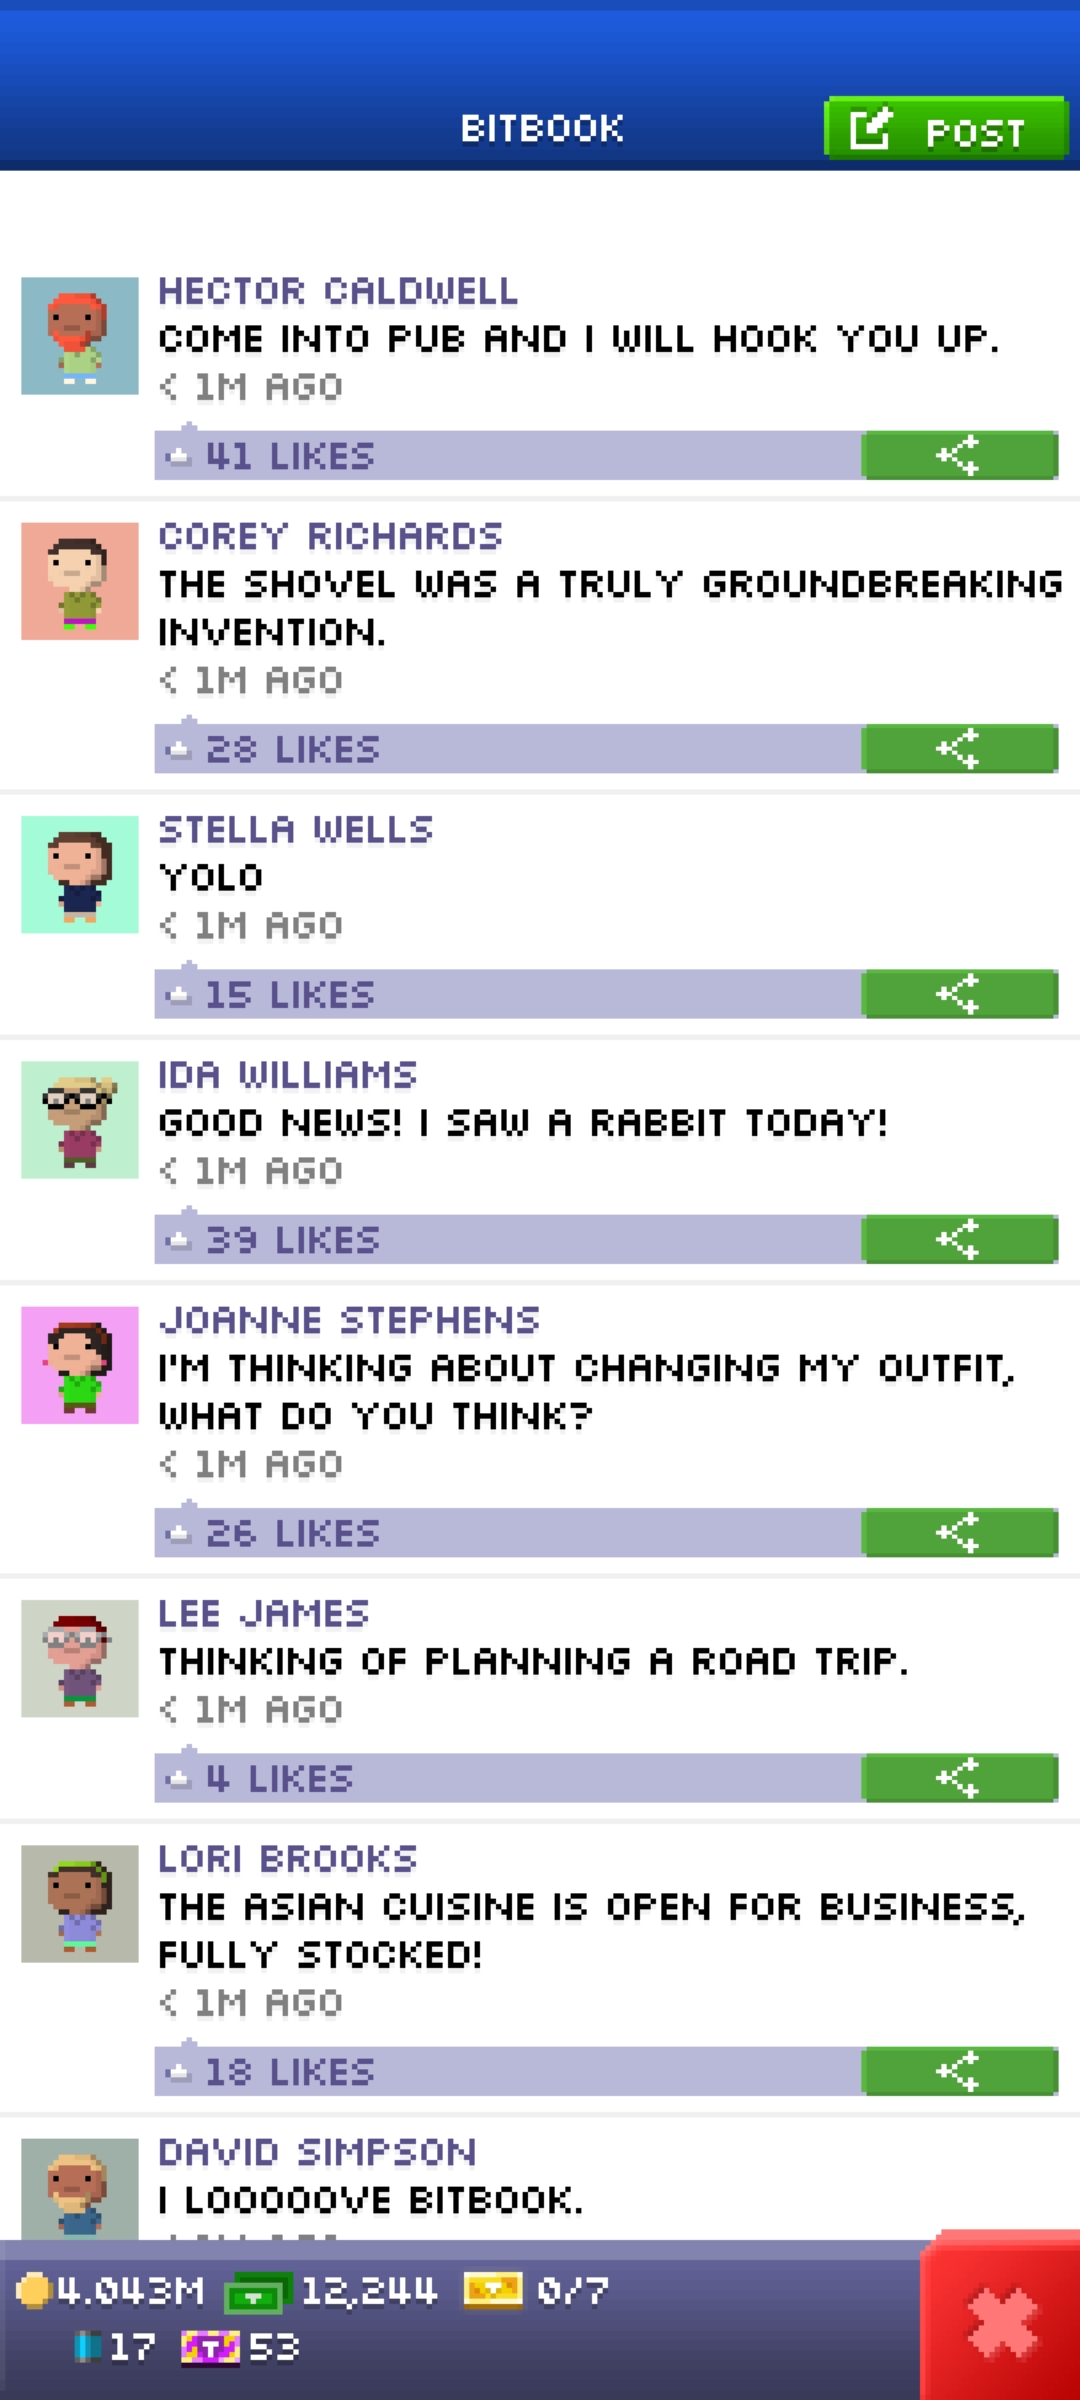 BITBOOK
POST
HECTOR CALDWELL
COME INTO PUB AND I WILL HOOK YOU UP.
< 1M AGO
41 LIKES
COREY RICHARDS
THE SHOVEL WAS A TRULY GROUNDBREAKING
INVENTION.
< 1M AGO
28 LIKES
STELLA WELLS
YOLO
< 1M AGO
15 LIKES
IDA WILLIAMS
GOOD NEWS! I SAW A RABBIT TODAY!
< 1M AGO
39 LIKES
JOANNE STEPHENS
I'M THINKING ABOUT CHANGING MY OUTFIT,
WHAT DO YOU THINK?
< 1M AGO
26 LIKES
LEE JAMES
THINKING OF PLANNING A ROAD TRIP.
< 1M AGO
4 LIKES
LORI BROOKS
THE ASIAN CUISINE IS OPEN FOR BUSINESS,
FULLY STOCKED!
< 1M AGO
18 LIKES
DAVID SIMPSON
I LOOOOOVE BITBOOK.
4.043M 12,244 0/7
17 53